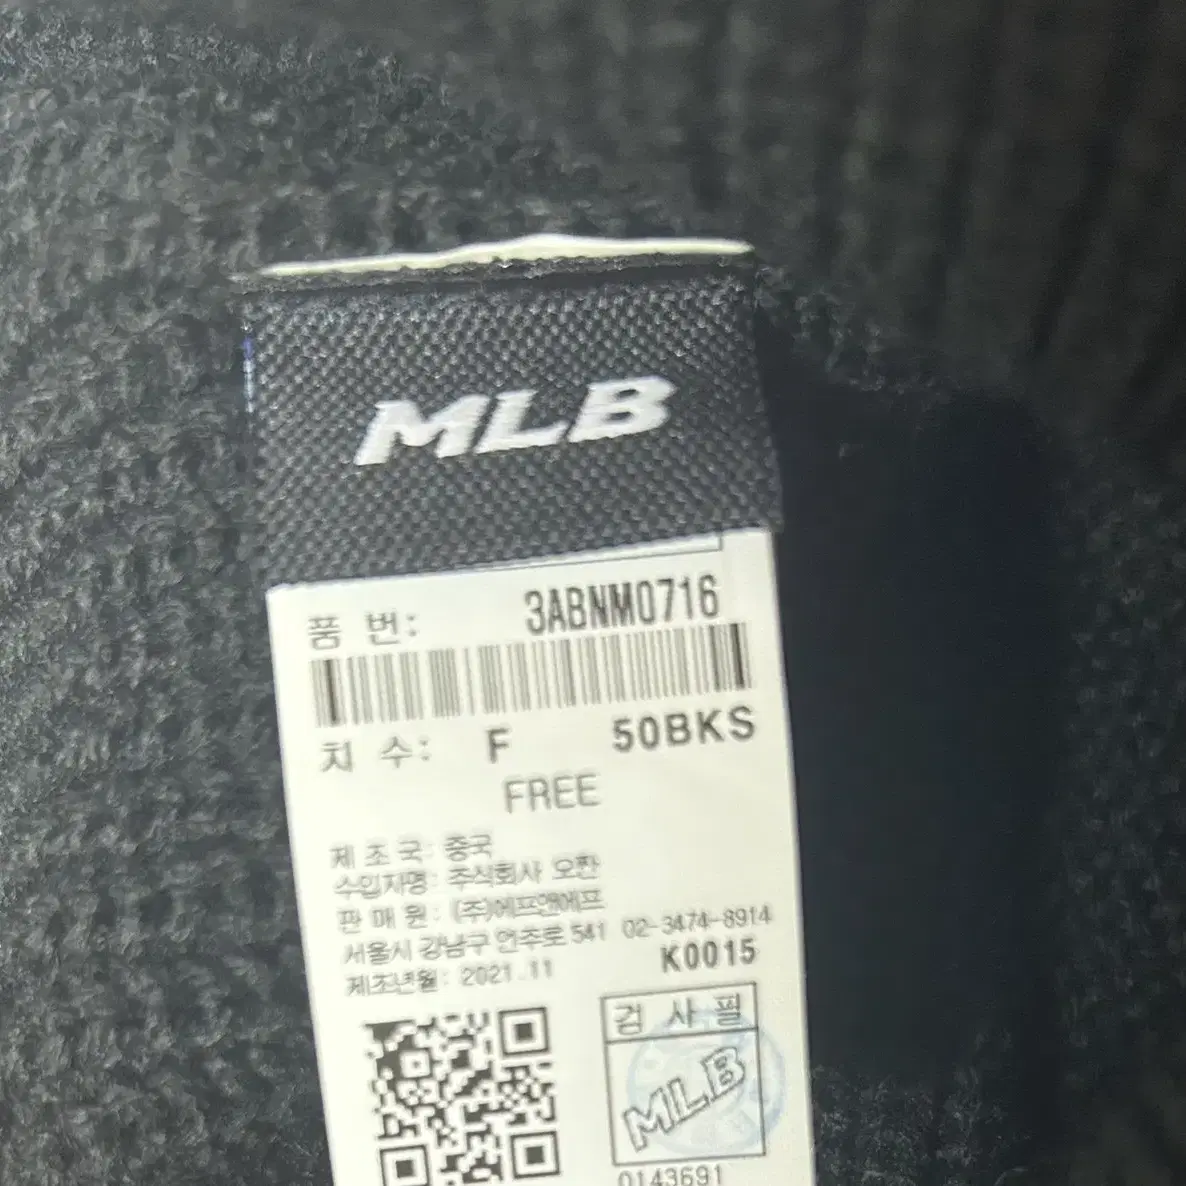 MLB
품 번: 3ABNM0716
치 수: F 50BKS
FREE
제 조 국: 중국
수입자명: 주식회사 오짠
판 매 원: (주)에프앤에프
서울시 강남구 언주로 541 02-3474-8914
제조년월: 2021.11
K0015
검 사 필
MLB
0143691